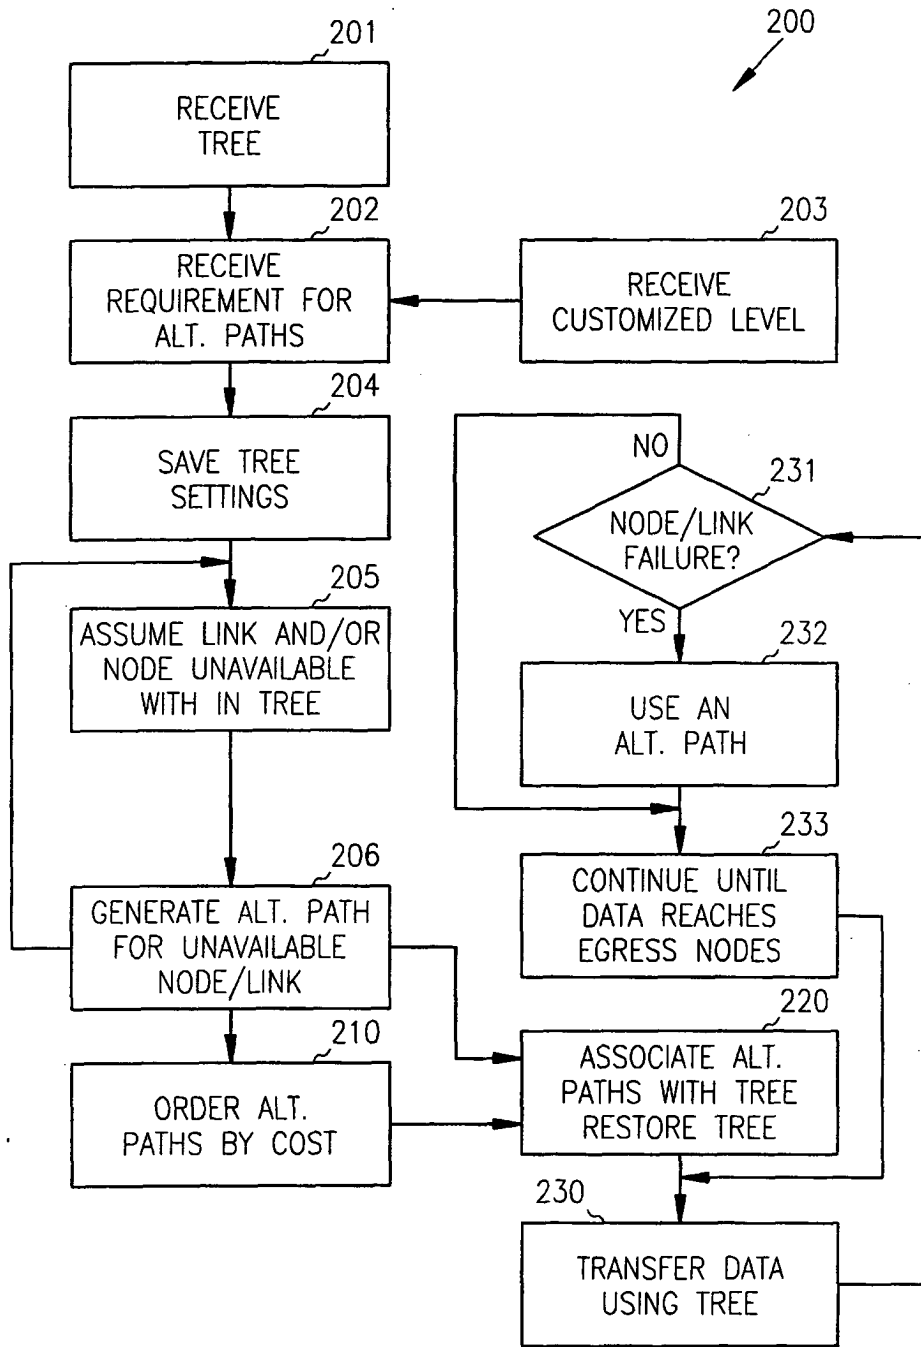 200
201
RECEIVE
TREE
202
RECEIVE
REQUIREMENT FOR
ALT. PATHS
203
RECEIVE
CUSTOMIZED LEVEL
204
SAVE TREE
SETTINGS
205
ASSUME LINK AND/OR
NODE UNAVAILABLE
WITH IN TREE
206
GENERATE ALT. PATH
FOR UNAVAILABLE
NODE/LINK
210
ORDER ALT.
PATHS BY COST
NO
231
NODE/LINK
FAILURE?
YES
232
USE AN
ALT. PATH
233
CONTINUE UNTIL
DATA REACHES
EGRESS NODES
220
ASSOCIATE ALT.
PATHS WITH TREE
RESTORE TREE
230
TRANSFER DATA
USING TREE